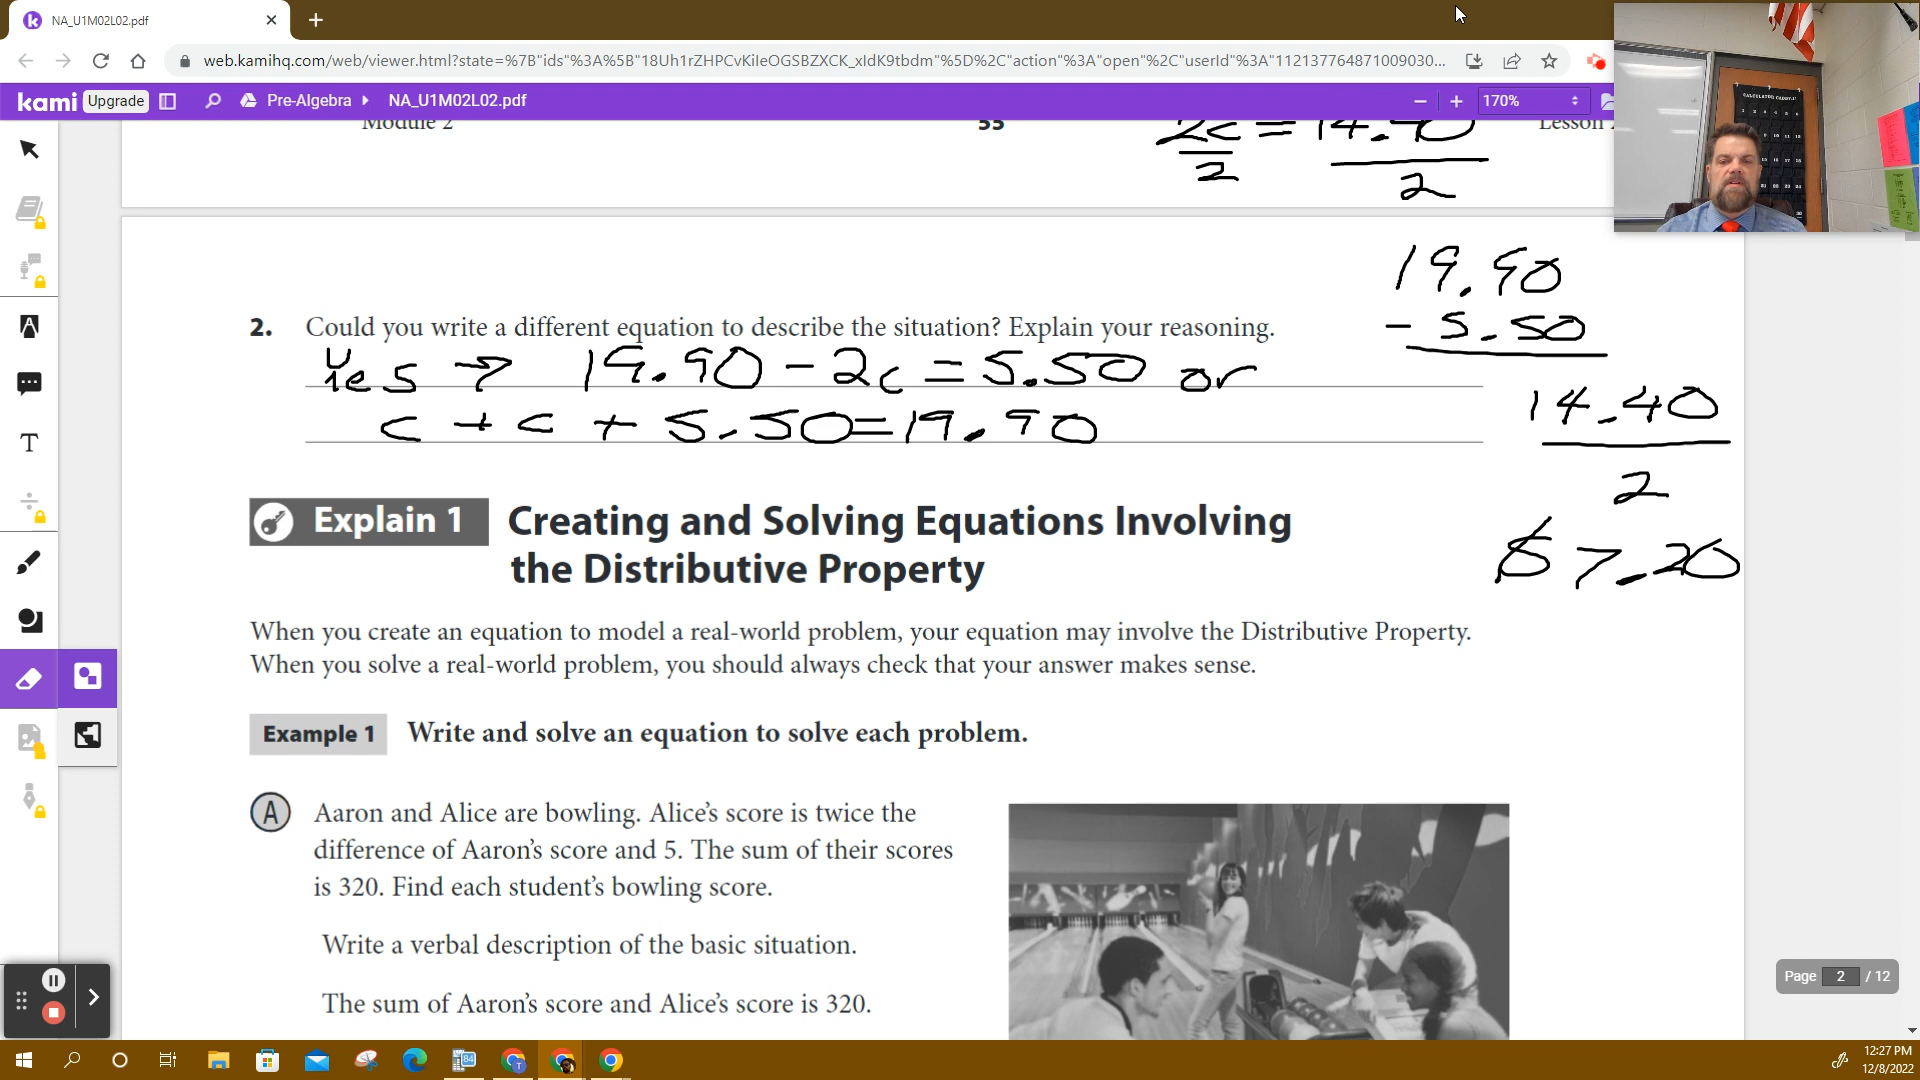 NA_U1M02L02.pdf
web.kamihq.com/web/viewer.html?state=%7B"ids"%3A%5B"18Uh1rZHPCvKiIeOGSBZXCK_xIdK9tbdm"%5D%2C"action"%3A"open"%2C"userId"%3A"112137764871009030...
kami Upgrade Pre-Algebra NA_U1M02L02.pdf 170%
Module 2 55 Lesson 2
2c = 14.40
2 2
19.90
- 5.50
14.40
2
$7.20
2. Could you write a different equation to describe the situation? Explain your reasoning.
Yes → 19.90 - 2c = 5.50 or
c + c + 5.50 = 19.90
Explain 1 Creating and Solving Equations Involving
the Distributive Property
When you create an equation to model a real-world problem, your equation may involve the Distributive Property.
When you solve a real-world problem, you should always check that your answer makes sense.
Example 1 Write and solve an equation to solve each problem.
A Aaron and Alice are bowling. Alice's score is twice the
difference of Aaron's score and 5. The sum of their scores
is 320. Find each student's bowling score.
Write a verbal description of the basic situation.
The sum of Aaron's score and Alice's score is 320.
Page 2 / 12
84
12:27 PM
12/8/2022